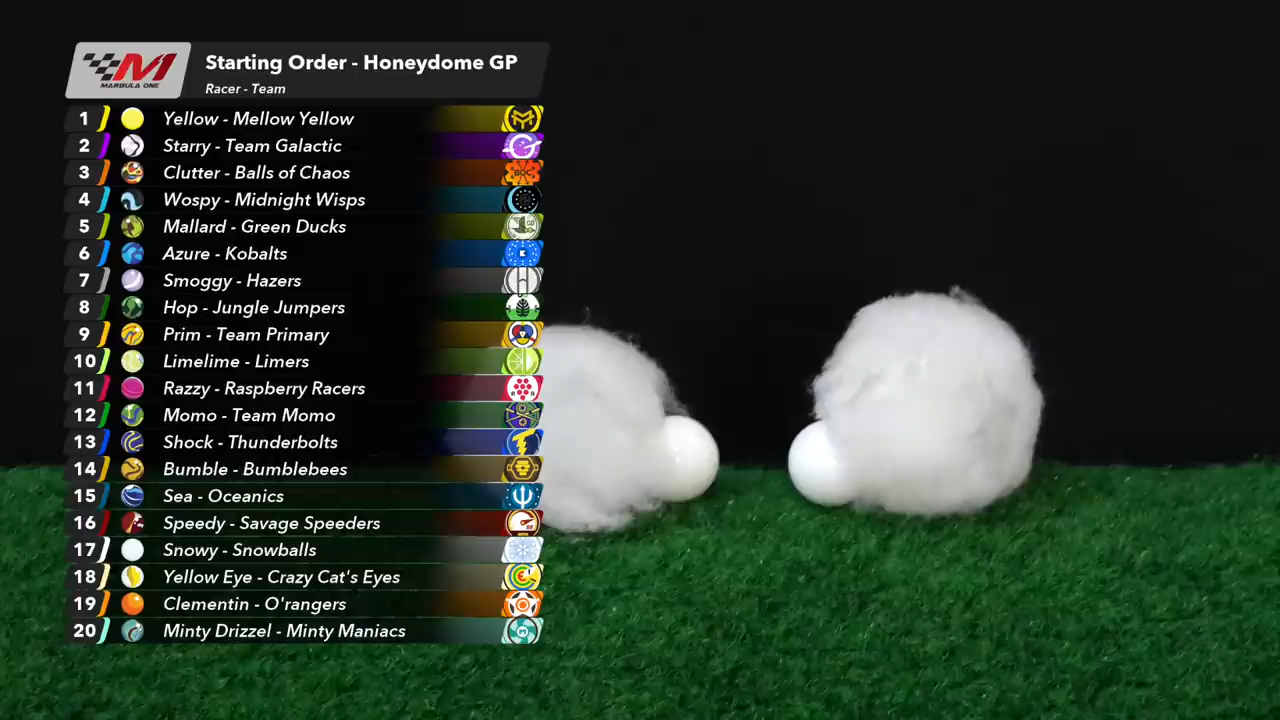 M1
MARBULA ONE
Starting Order - Honeydome GP
Racer - Team
1 Yellow - Mellow Yellow
2 Starry - Team Galactic
3 Clutter - Balls of Chaos
BOC
4 Wospy - Midnight Wisps
5 Mallard - Green Ducks
6 Azure - Kobalts
7 Smoggy - Hazers
8 Hop - Jungle Jumpers
9 Prim - Team Primary
10 Limelime - Limers
11 Razzy - Raspberry Racers
12 Momo - Team Momo
13 Shock - Thunderbolts
14 Bumble - Bumblebees
15 Sea - Oceanics
16 Speedy - Savage Speeders
17 Snowy - Snowballs
18 Yellow Eye - Crazy Cat's Eyes
19 Clementin - O'rangers
20 Minty Drizzel - Minty Maniacs